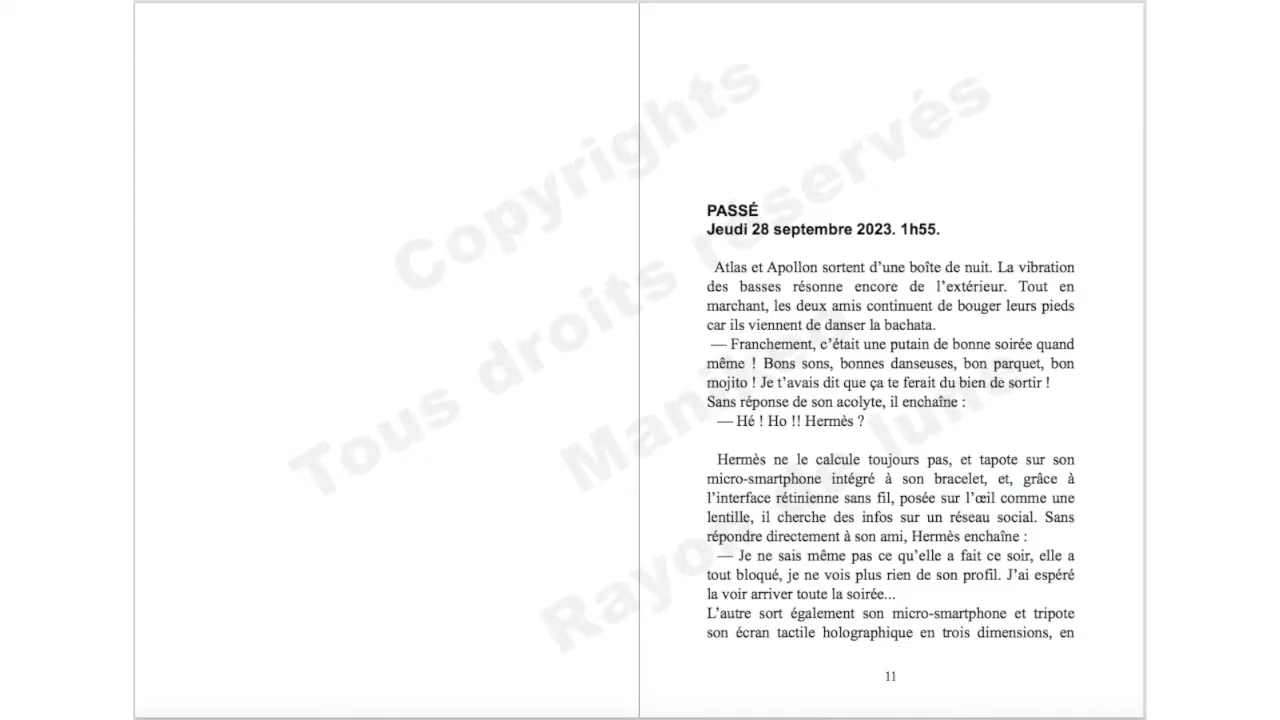 PASSÉ
Jeudi 28 septembre 2023. 1h55.
Atlas et Apollon sortent d’une boîte de nuit. La vibration
des basses résonne encore de l’extérieur. Tout en
marchant, les deux amis continuent de bouger leurs pieds
car ils viennent de danser la bachata.
— Franchement, c’était une putain de bonne soirée quand
même ! Bons sons, bonnes danseuses, bon parquet, bon
mojito ! Je t’avais dit que ça te ferait du bien de sortir !
Sans réponse de son acolyte, il enchaîne :
— Hé ! Ho !! Hermès ?
Hermès ne le calcule toujours pas, et tapote sur son
micro-smartphone intégré à son bracelet, et, grâce à
l’interface rétinienne sans fil, posée sur l’œil comme une
lentille, il cherche des infos sur un réseau social. Sans
répondre directement à son ami, Hermès enchaîne :
— Je ne sais même pas ce qu’elle a fait ce soir, elle a
tout bloqué, je ne vois plus rien de son profil. J’ai espéré
la voir arriver toute la soirée...
L’autre sort également son micro-smartphone et tripote
son écran tactile holographique en trois dimensions, en
11
Copyrights
Tous droits réservés
Rayon de lune